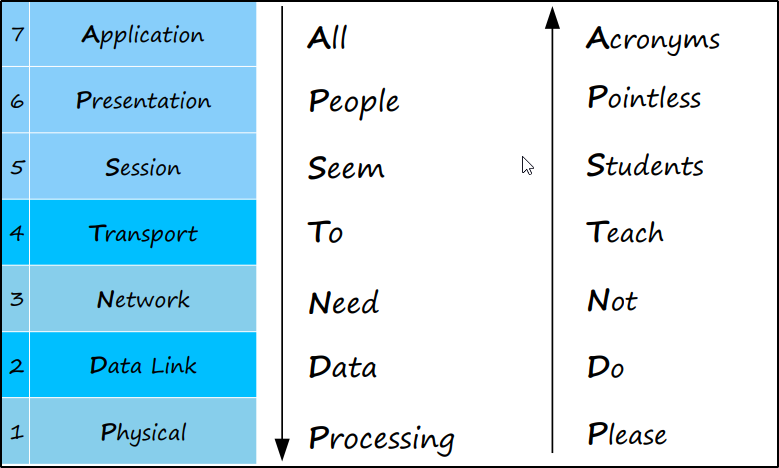 7 Application All Acronyms
6 Presentation People Pointless
5 Session Seem Students
4 Transport To Teach
3 Network Need Not
2 Data Link Data Do
1 Physical Processing Please